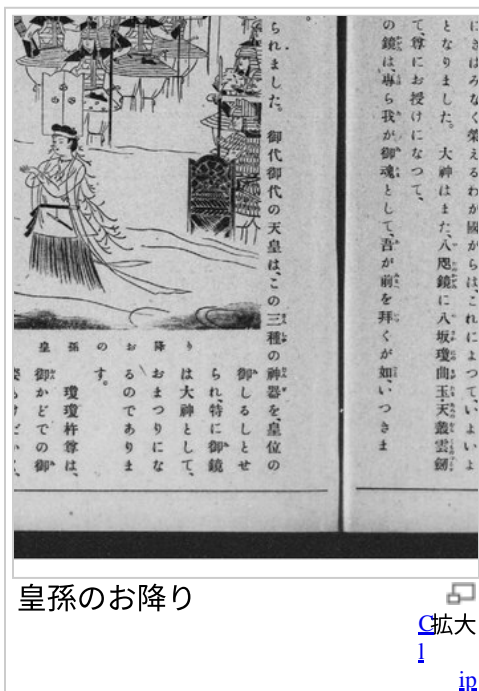 にきはみなく榮えるわが國がらは、これによつて、いよいよ
となりました。大神はまた、八咫鏡に八坂瓊曲玉・天叢雲劍
て、尊にお授けになつて、
の鏡は、專ら我が御魂として、吾が前を拜くが如、いつきま
られました。御代御代の天皇は、この三種の神器を、皇位の
御しるしとせ
られ、特に御鏡
は大神として、
おまつりにな
るのでありま
す。
瓊瓊杵尊は、
御かどでの御
皇孫のお降り
皇孫のお降り
拡大
Cl
ip